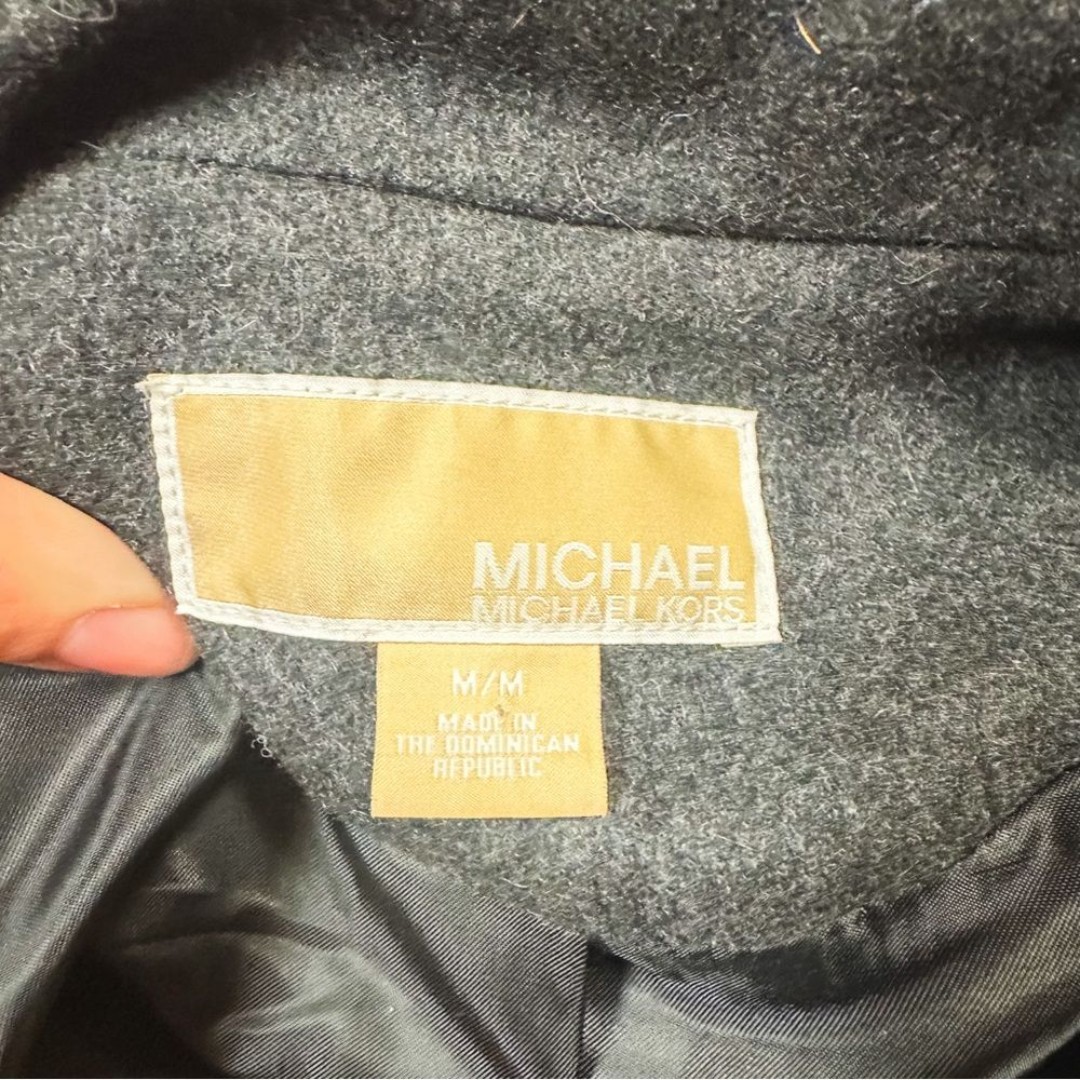 MICHAEL
MICHAEL KORS
M/M
MADE IN
THE DOMINICAN
REPUBLIC